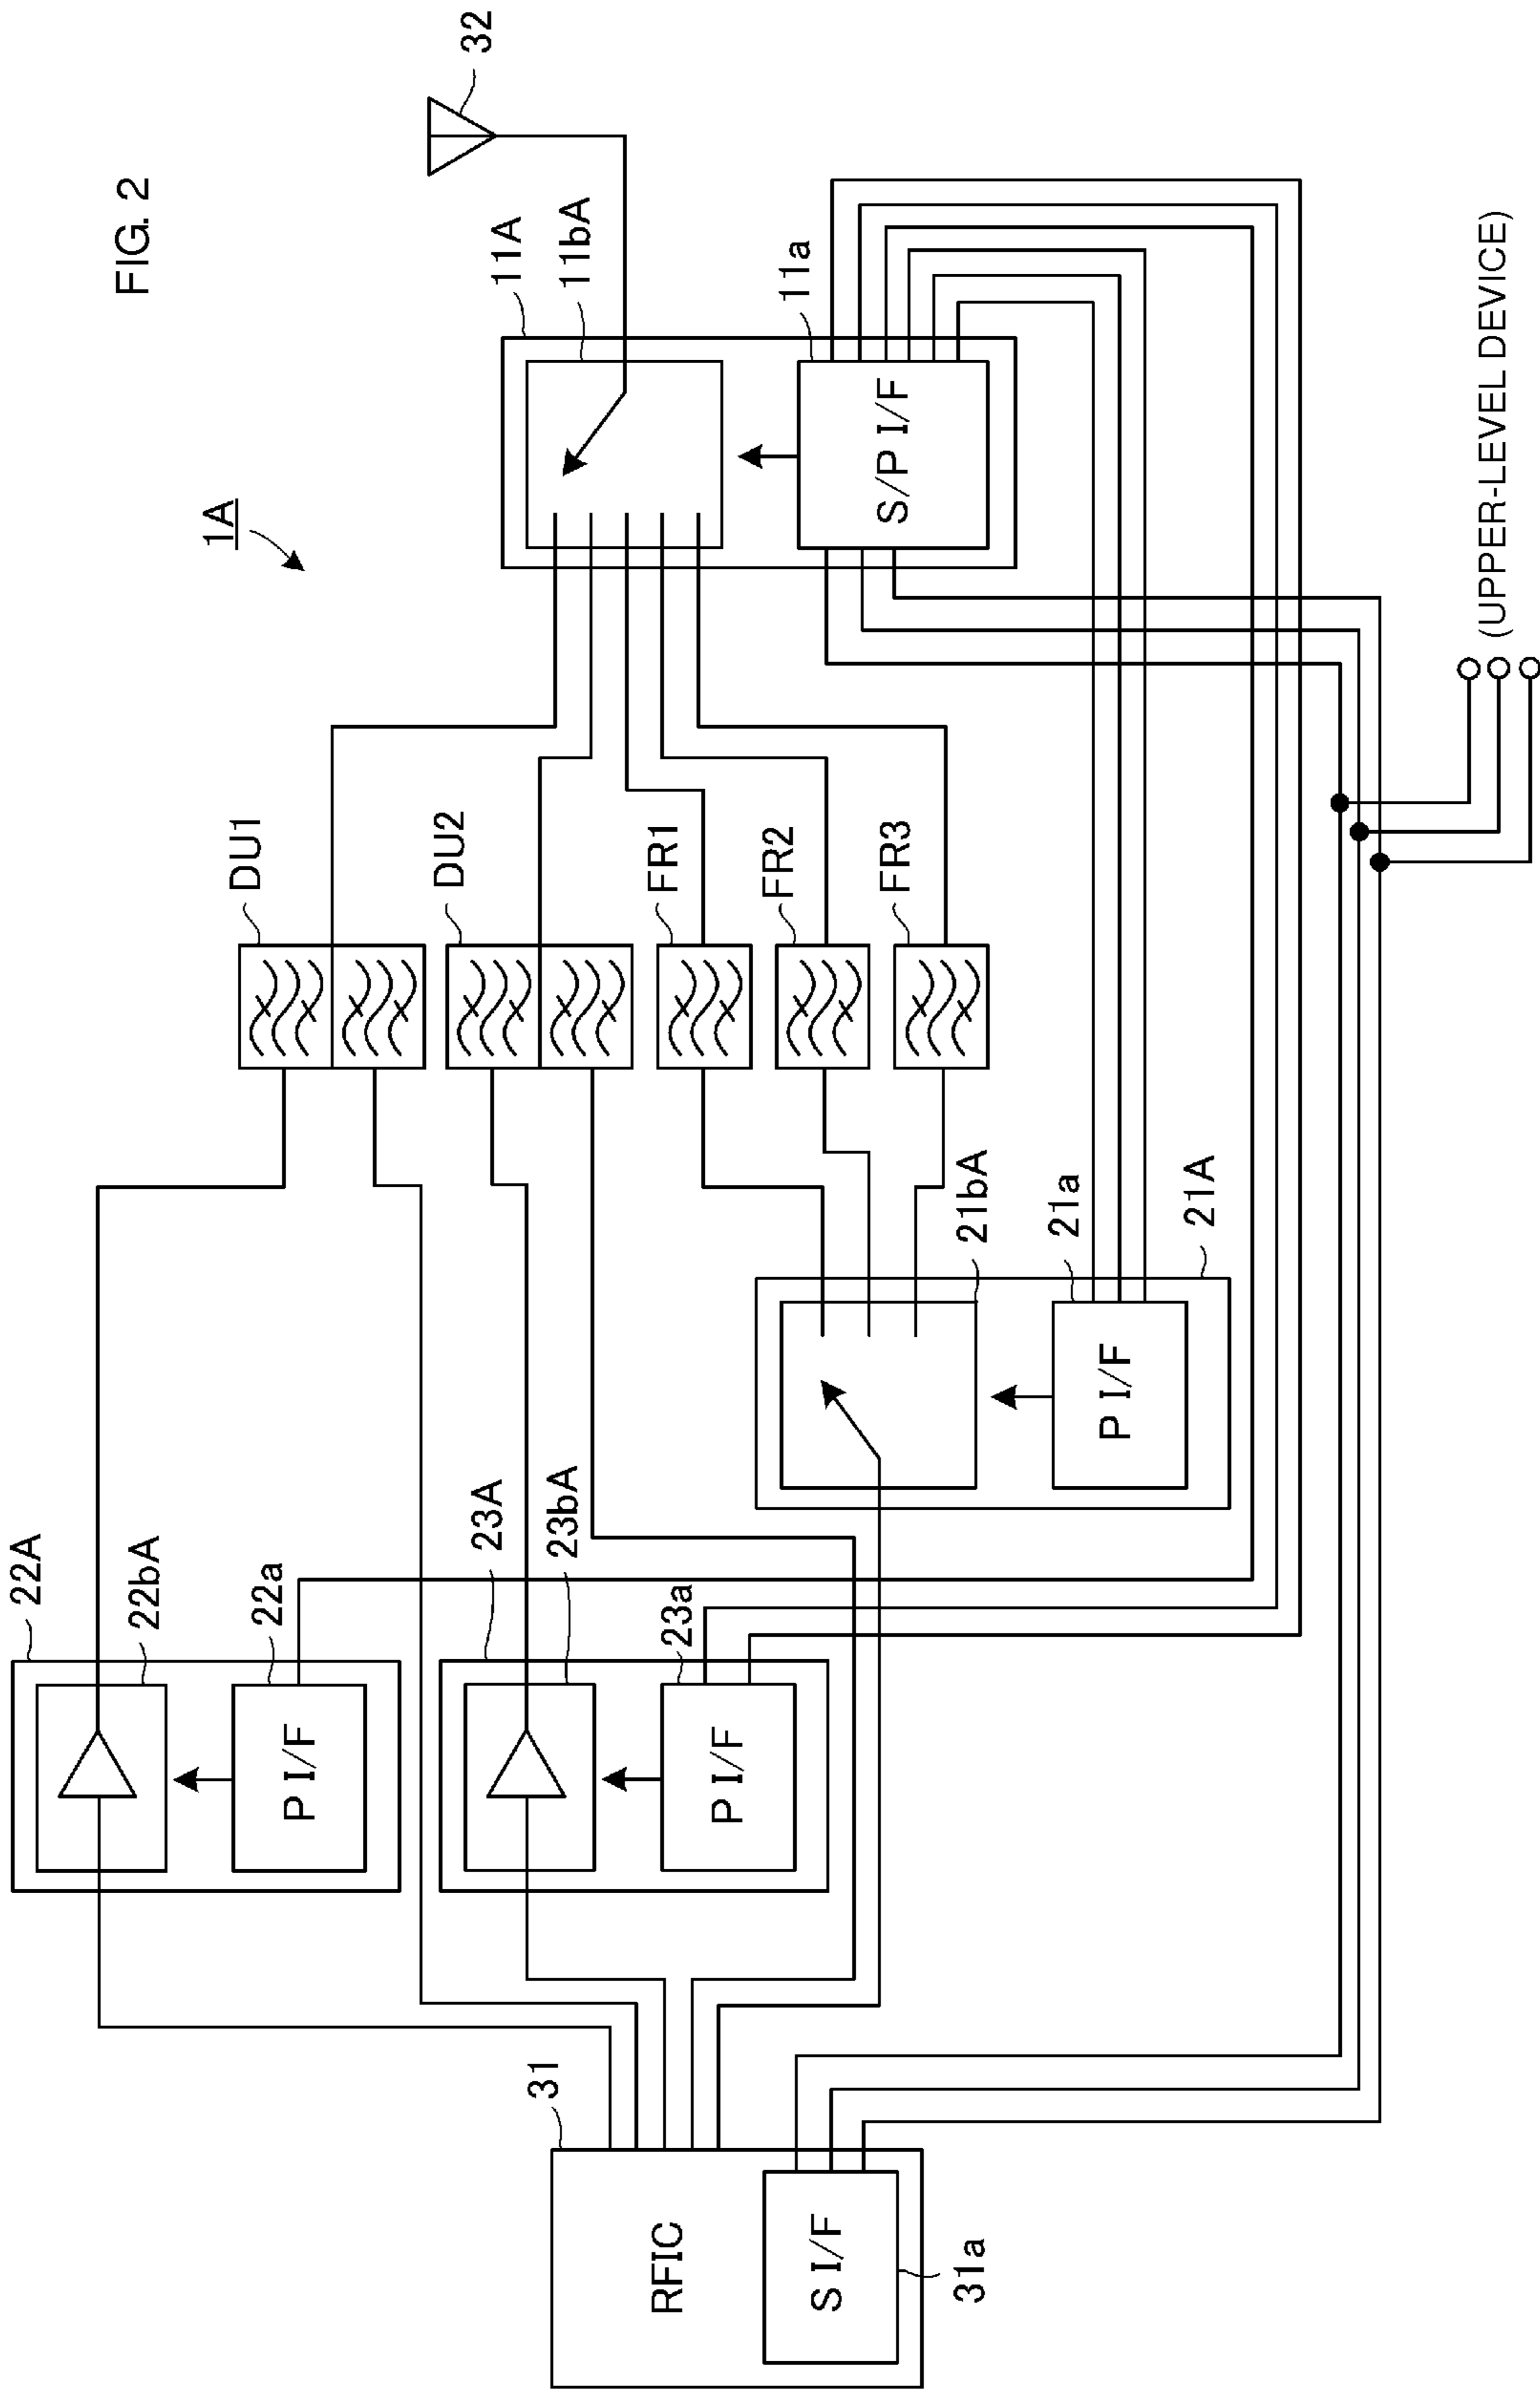 FIG. 2
1A
32
11A
11bA
11a
S/P I/F
DU1
DU2
FR1
FR2
FR3
22A
22bA
22a
P I/F
23A
23bA
23a
P I/F
21bA
21a
21A
P I/F
31
RFIC
S I/F
31a
(UPPER-LEVEL DEVICE)